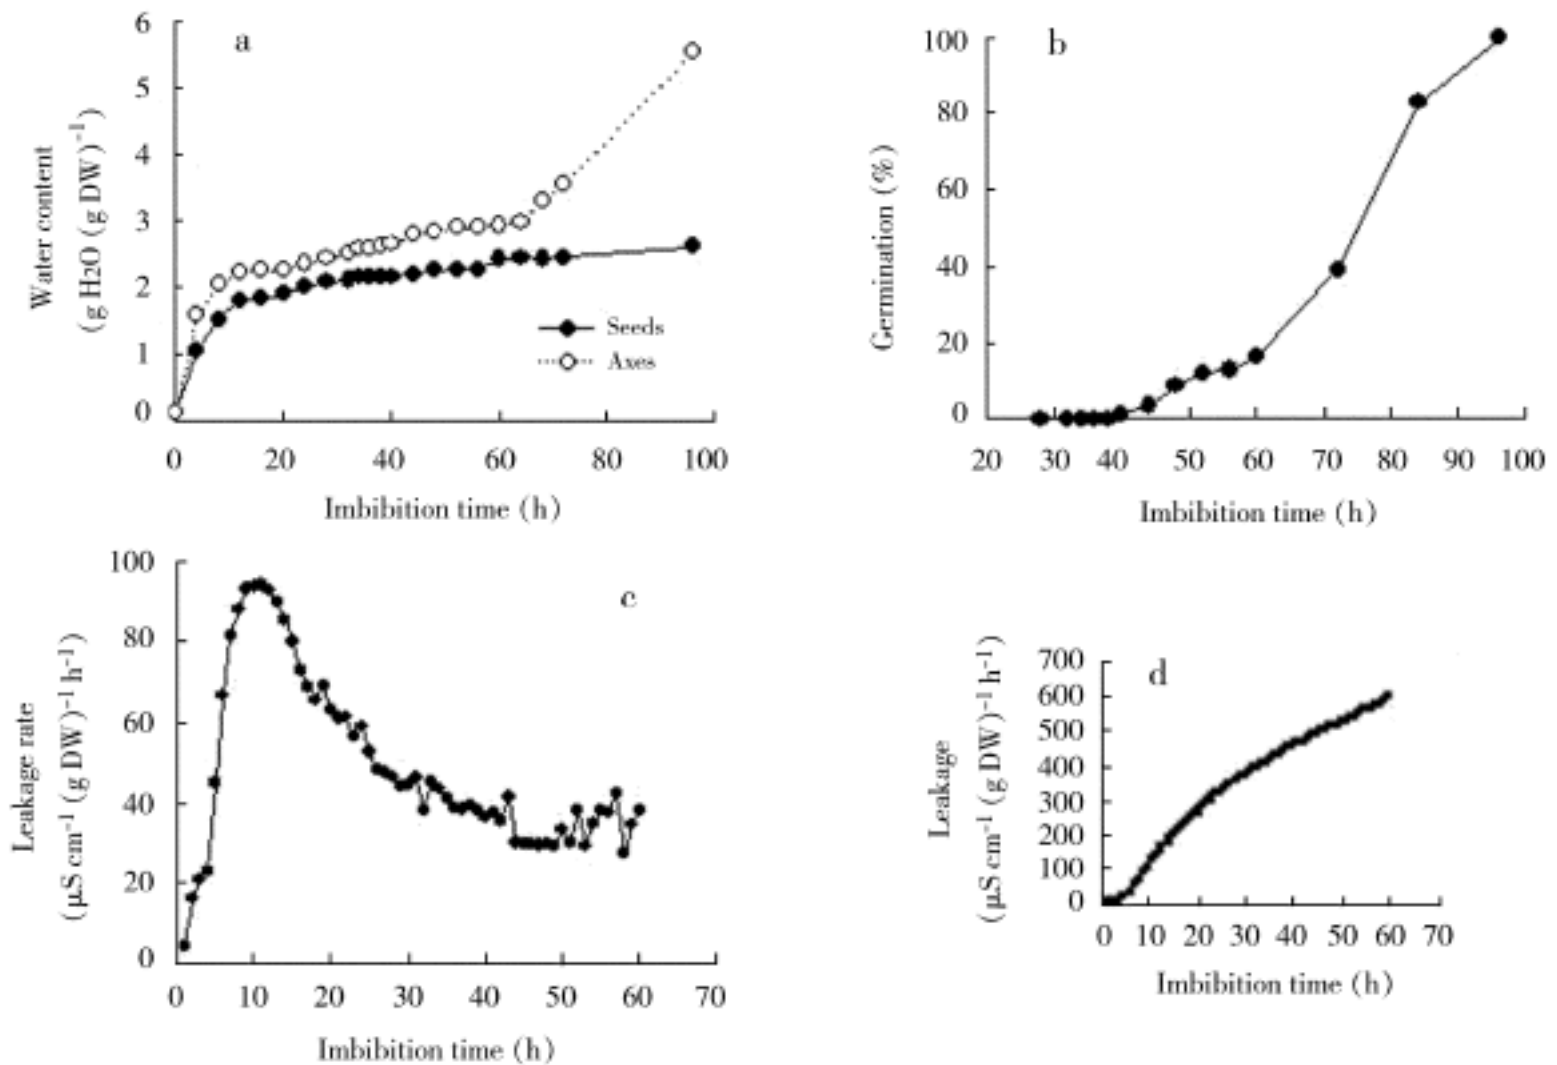 a
6
5
4
3
2
1
0
Water content
(g H2O (g DW)⁻¹
Seeds
Axes
0 20 40 60 80 100
Imbibition time (h)
b
100
80
60
40
20
0
Germination (%)
20 30 40 50 60 70 80 90 100
Imbibition time (h)
c
100
80
60
40
20
0
Leakage rate
(μS cm⁻¹ (g DW)⁻¹ h⁻¹)
0 10 20 30 40 50 60 70
Imbibition time (h)
d
700
600
500
400
300
200
100
0
Leakage
(μS cm⁻¹ (g DW)⁻¹ h⁻¹)
0 10 20 30 40 50 60 70
Imbibition time (h)